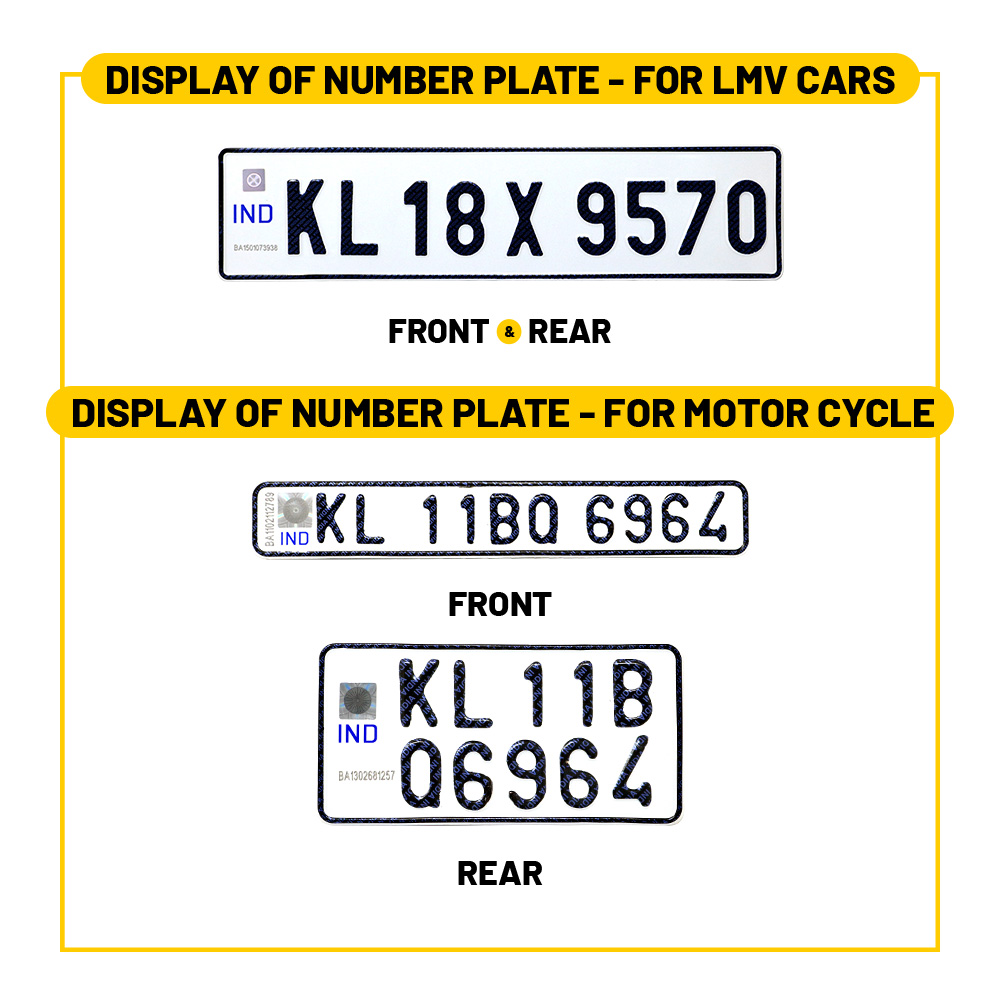 DISPLAY OF NUMBER PLATE - FOR LMV CARS
IND
BA1501073938
KL 18 X 9570
FRONT & REAR
DISPLAY OF NUMBER PLATE - FOR MOTOR CYCLE
BA1102112789
IND
KL 11BQ 6964
FRONT
KL 11B
IND
Q6964
BA1302681257
REAR